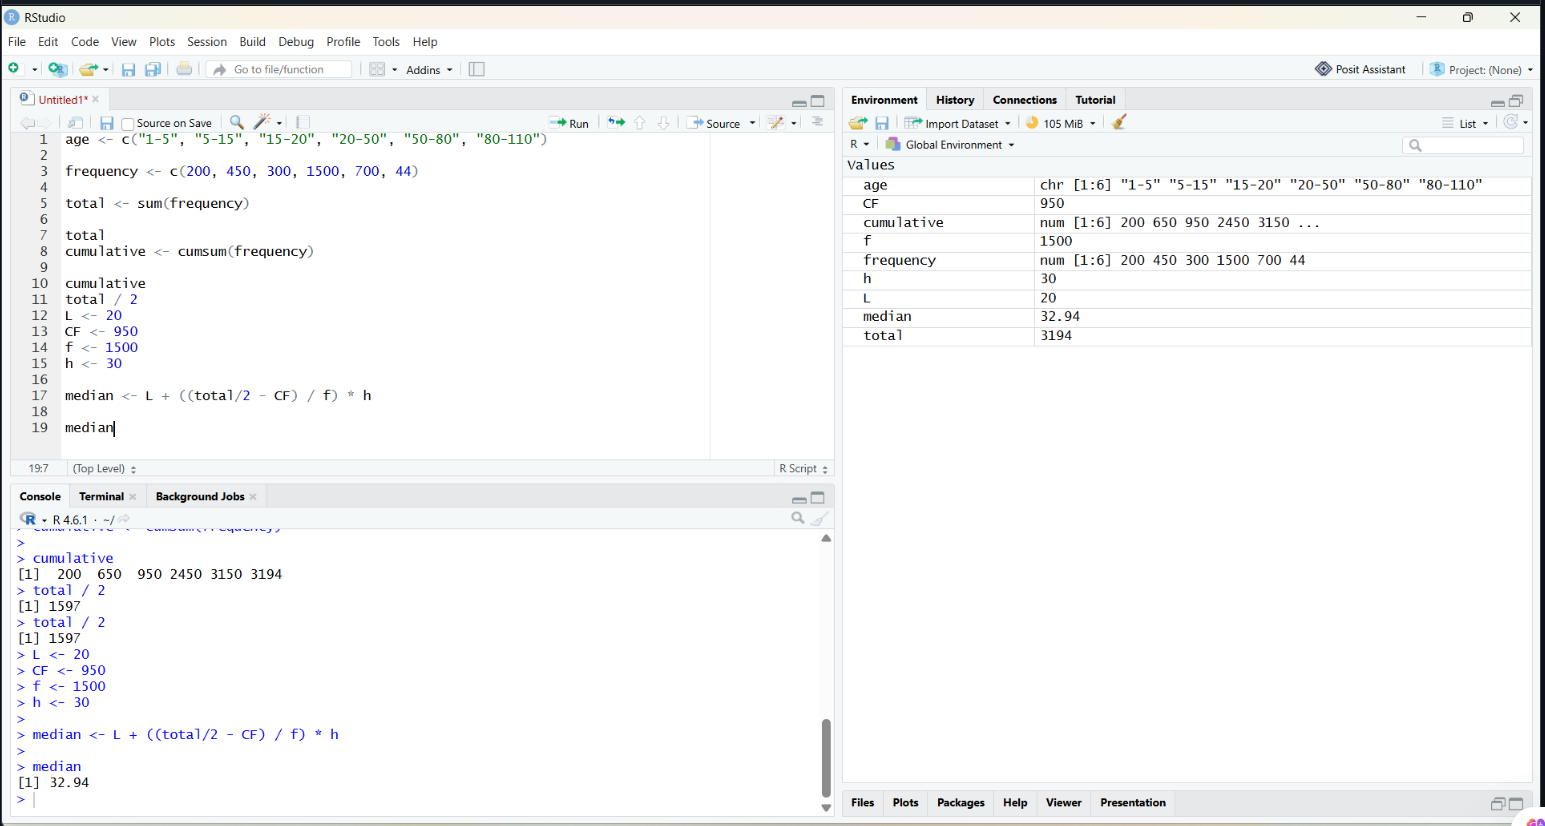 RStudio
File Edit Code View Plots Session Build Debug Profile Tools Help
Go to file/function Addins Posit Assistant Project: (None)
Untitled1*
Source on Save Run Source
1 age <- c("1-5", "5-15", "15-20", "20-50", "50-80", "80-110")
2
3 frequency <- c(200, 450, 300, 1500, 700, 44)
4
5 total <- sum(frequency)
6
7 total
8 cumulative <- cumsum(frequency)
9
10 cumulative
11 total / 2
12 L <- 20
13 CF <- 950
14 f <- 1500
15 h <- 30
16
17 median <- L + ((total/2 - CF) / f) * h
18
19 median
19:7 (Top Level) R Script
Console Terminal Background Jobs
R 4.6.1 · ~/
> cumulative <- cumsum(frequency)
>
> cumulative
[1]  200  650  950 2450 3150 3194
> total / 2
[1] 1597
> total / 2
[1] 1597
> L <- 20
> CF <- 950
> f <- 1500
> h <- 30
>
> median <- L + ((total/2 - CF) / f) * h
>
> median
[1] 32.94
>
Environment History Connections Tutorial
Import Dataset 105 MiB List
R Global Environment
Values
age chr [1:6] "1-5" "5-15" "15-20" "20-50" "50-80" "80-110"
CF 950
cumulative num [1:6] 200 650 950 2450 3150 ...
f 1500
frequency num [1:6] 200 450 300 1500 700 44
h 30
L 20
median 32.94
total 3194
Files Plots Packages Help Viewer Presentation